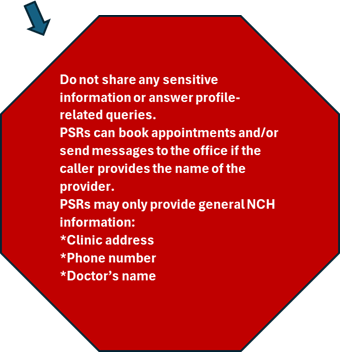 Do not share any sensitive
information or answer profile-
related queries.
PSRs can book appointments and/or
send messages to the office if the
caller provides the name of the
provider.
PSRs may only provide general NCH
information:
*Clinic address
*Phone number
*Doctor's name